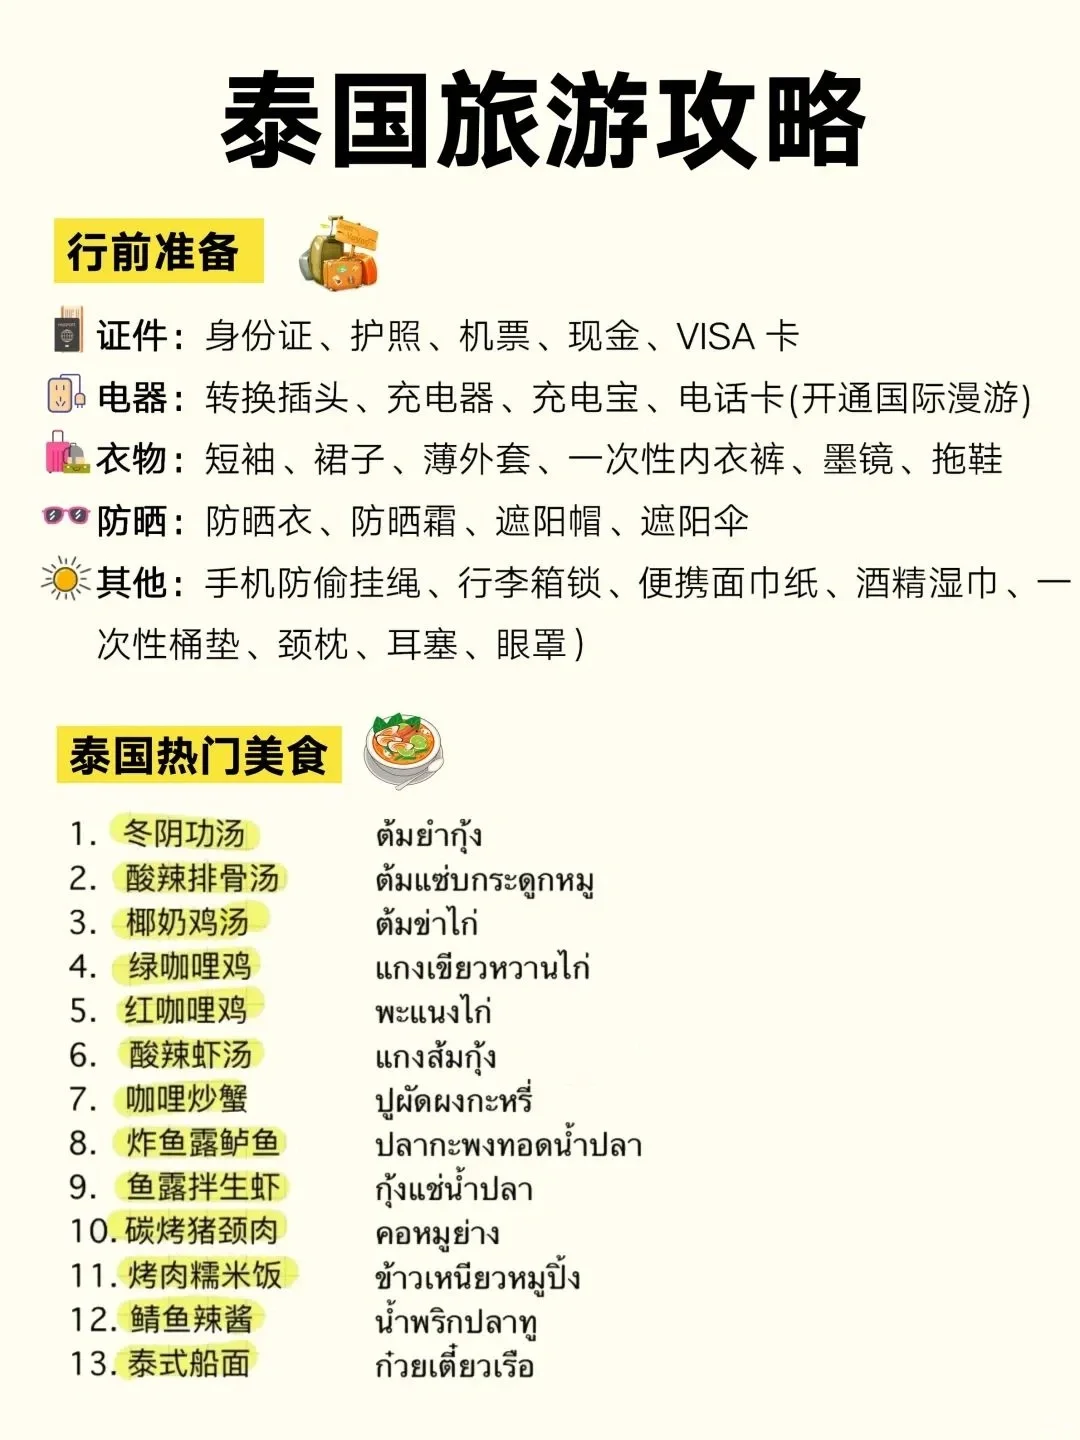 泰国旅游攻略
行前准备
证件：身份证、护照、机票、现金、VISA 卡
电器：转换插头、充电器、充电宝、电话卡(开通国际漫游)
衣物：短袖、裙子、薄外套、一次性内衣裤、墨镜、拖鞋
防晒：防晒衣、防晒霜、遮阳帽、遮阳伞
其他：手机防偷挂绳、行李箱锁、便携面巾纸、酒精湿巾、一
次性桶垫、颈枕、耳塞、眼罩）
泰国热门美食
1. 冬阴功汤 ต้มยำกุ้ง
2. 酸辣排骨汤 ต้มแซ่บกระดูกหมู
3. 椰奶鸡汤 ต้มข่าไก่
4. 绿咖哩鸡 แกงเขียวหวานไก่
5. 红咖哩鸡 พะแนงไก่
6. 酸辣虾汤 แกงส้มกุ้ง
7. 咖哩炒蟹 ปูผัดผงกะหรี่
8. 炸鱼露鲈鱼 ปลากะพงทอดน้ำปลา
9. 鱼露拌生虾 กุ้งแช่น้ำปลา
10. 碳烤猪颈肉 คอหมูย่าง
11. 烤肉糯米饭 ข้าวเหนียวหมูปิ้ง
12. 鲭鱼辣酱 น้ำพริกปลาทู
13. 泰式船面 ก๋วยเตี๋ยวเรือ